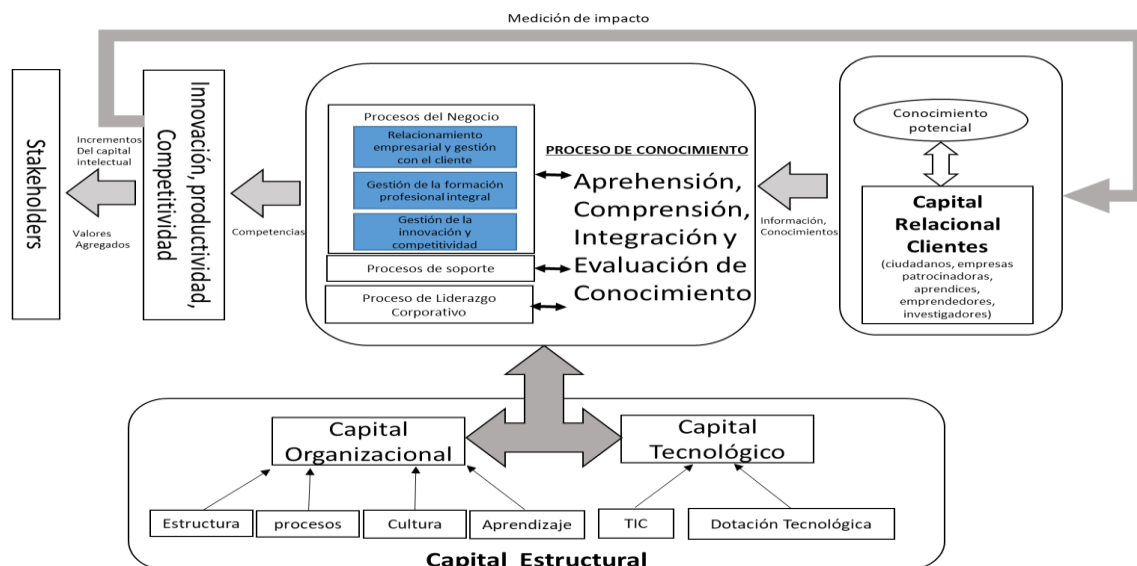 Medición de impacto
Stakeholders
Incrementos
Del capital
intelectual
Valores
Agregados
Innovación, productividad,
Competitividad
Competencias
Procesos del Negocio
Relacionamiento
empresarial y gestión
con el cliente
Gestión de la formación
profesional integral
Gestión de la
innovación y
competitividad
Procesos de soporte
Proceso de Liderazgo
Corporativo
PROCESO DE CONOCIMIENTO
Aprehensión,
Comprensión,
Integración y
Evaluación de
Conocimiento
Información,
Conocimientos
Conocimiento
potencial
Capital
Relacional
Clientes
(ciudadanos, empresas
patrocinadoras,
aprendices,
emprendedores,
investigadores)
Capital
Organizacional
Capital
Tecnológico
Estructura
procesos
Cultura
Aprendizaje
TIC
Dotación Tecnológica
Capital Estructural